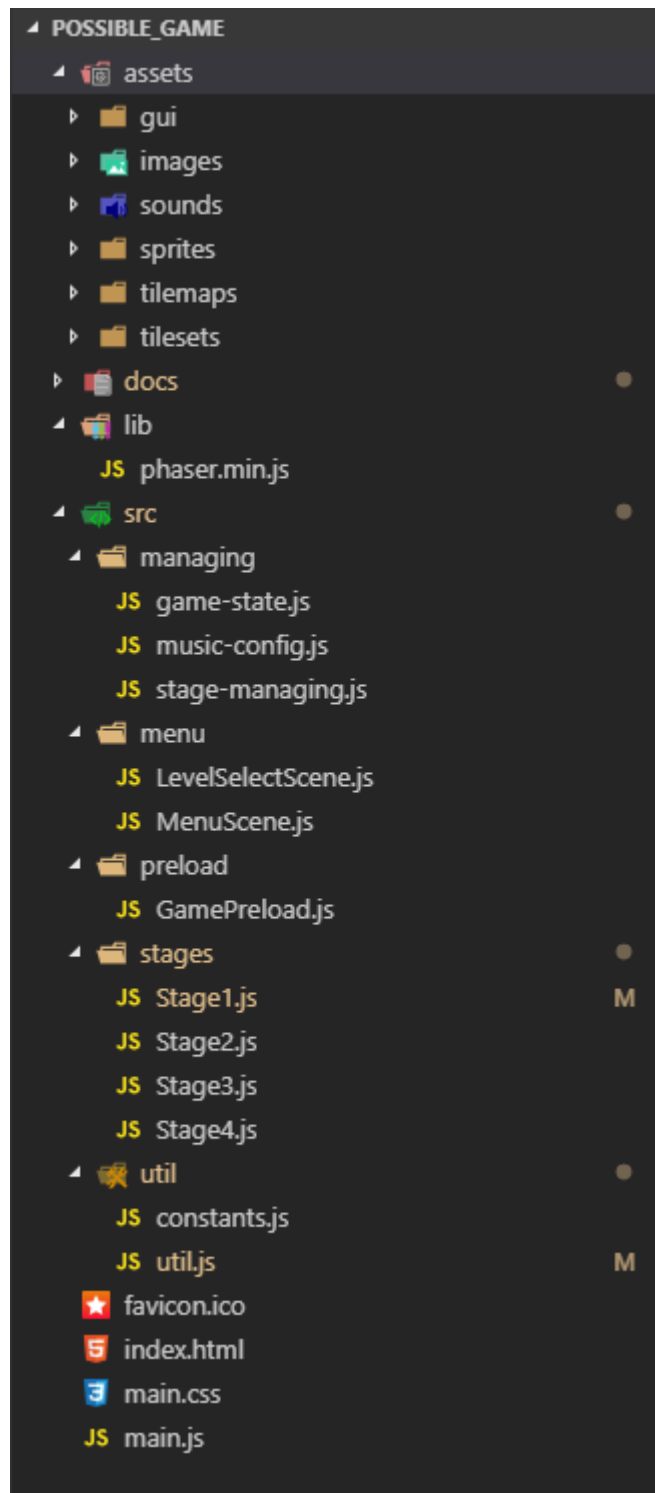 POSSIBLE_GAME
assets
gui
images
sounds
sprites
tilemaps
tilesets
docs
lib
JS phaser.min.js
src
managing
JS game-state.js
JS music-config.js
JS stage-managing.js
menu
JS LevelSelectScene.js
JS MenuScene.js
preload
JS GamePreload.js
stages
JS Stage1.js M
JS Stage2.js
JS Stage3.js
JS Stage4.js
util
JS constants.js
JS util.js M
favicon.ico
5 index.html
3 main.css
JS main.js